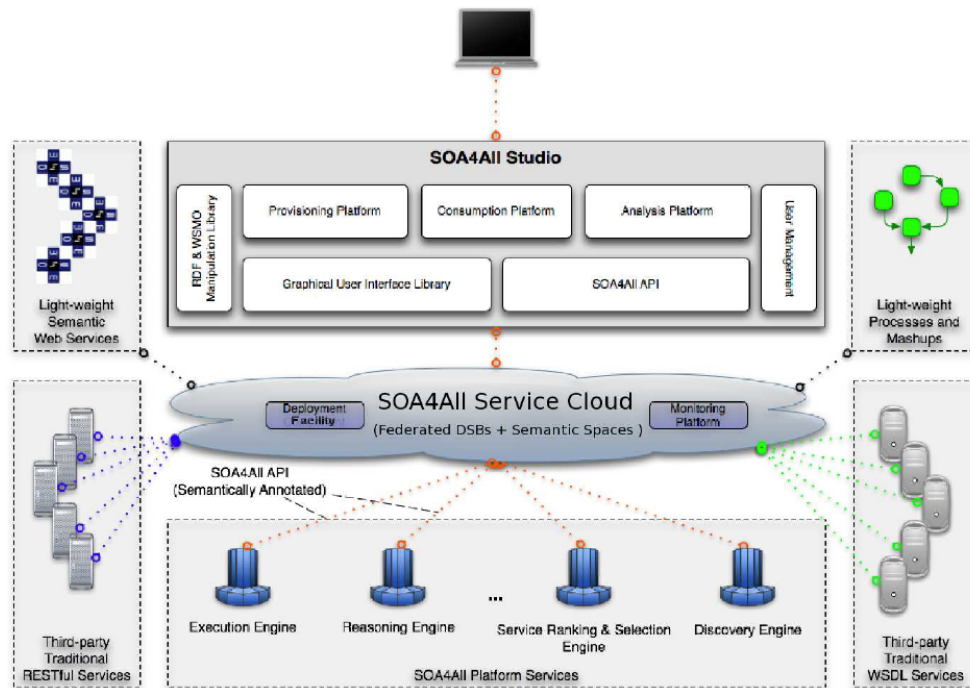 SOA4All Studio
RDF & WSMO
Manipulation Library
Provisioning Platform
Consumption Platform
Analysis Platform
User Management
Graphical User Interface Library
SOA4All API
Light-weight
Semantic
Web Services
Light-weight
Processes and
Mashups
SOA4All Service Cloud
(Federated DSBs + Semantic Spaces )
Deployment
Facility
Monitoring
Platform
SOA4All API
(Semantically Annotated)
Execution Engine
Reasoning Engine
...
Service Ranking & Selection
Engine
Discovery Engine
SOA4All Platform Services
Third-party
Traditional
RESTful Services
Third-party
Traditional
WSDL Services